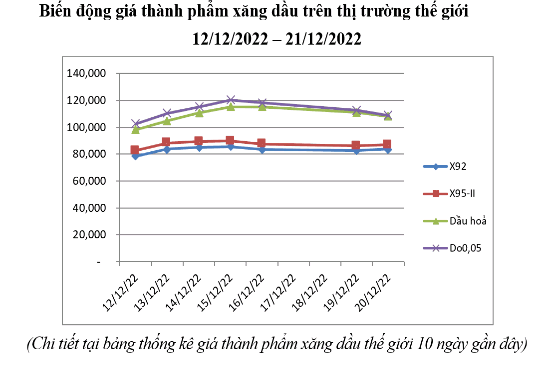 Biến động giá thành phẩm xăng dầu trên thị trường thế giới
12/12/2022 – 21/12/2022
140,000
120,000
100,000
80,000
60,000
40,000
20,000
-
12/12/22
13/12/22
14/12/22
15/12/22
16/12/22
17/12/22
18/12/22
19/12/22
20/12/22
X92
X95-II
Dầu hoả
Do0,05
(Chi tiết tại bảng thống kê giá thành phẩm xăng dầu thế giới 10 ngày gần đây)